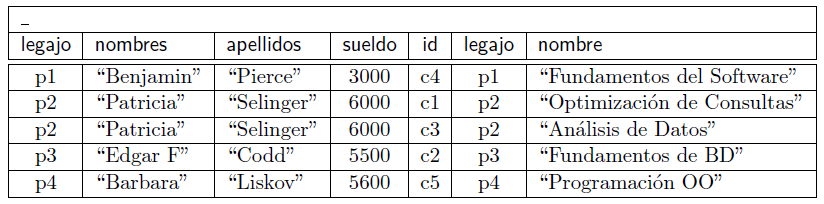 _
legajo nombres apellidos sueldo id legajo nombre
p1 “Benjamin” “Pierce” 3000 c4 p1 “Fundamentos del Software”
p2 “Patricia” “Selinger” 6000 c1 p2 “Optimización de Consultas”
p2 “Patricia” “Selinger” 6000 c3 p2 “Análisis de Datos”
p3 “Edgar F” “Codd” 5500 c2 p3 “Fundamentos de BD”
p4 “Barbara” “Liskov” 5600 c5 p4 “Programación OO”